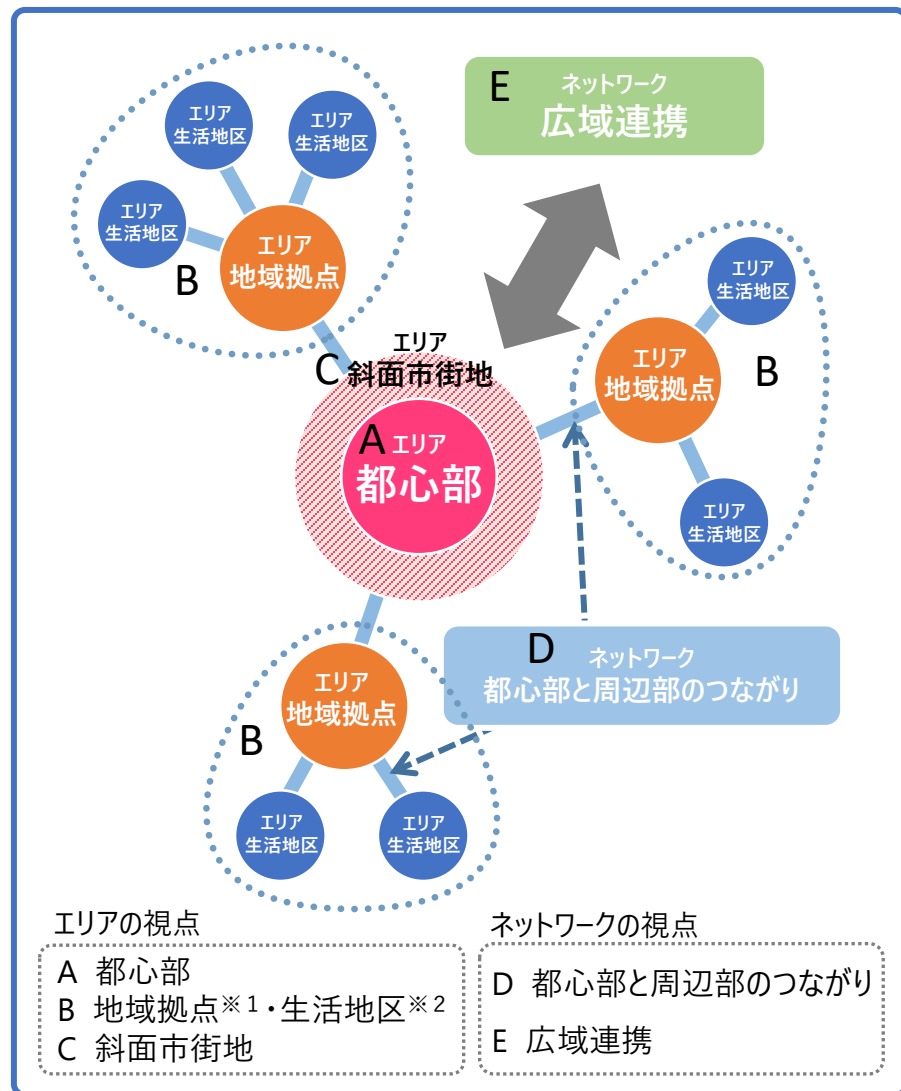 E
ネットワーク
広域連携
エリア
生活地区
エリア
生活地区
エリア
生活地区
エリア
地域拠点
B
エリア
生活地区
エリア
地域拠点
B
エリア
生活地区
C
エリア
斜面市街地
A
エリア
都心部
D
ネットワーク
都心部と周辺部のつながり
エリア
地域拠点
B
エリア
生活地区
エリア
生活地区
エリアの視点
A 都心部
B 地域拠点※1・生活地区※2
C 斜面市街地
ネットワークの視点
D 都心部と周辺部のつながり
E 広域連携